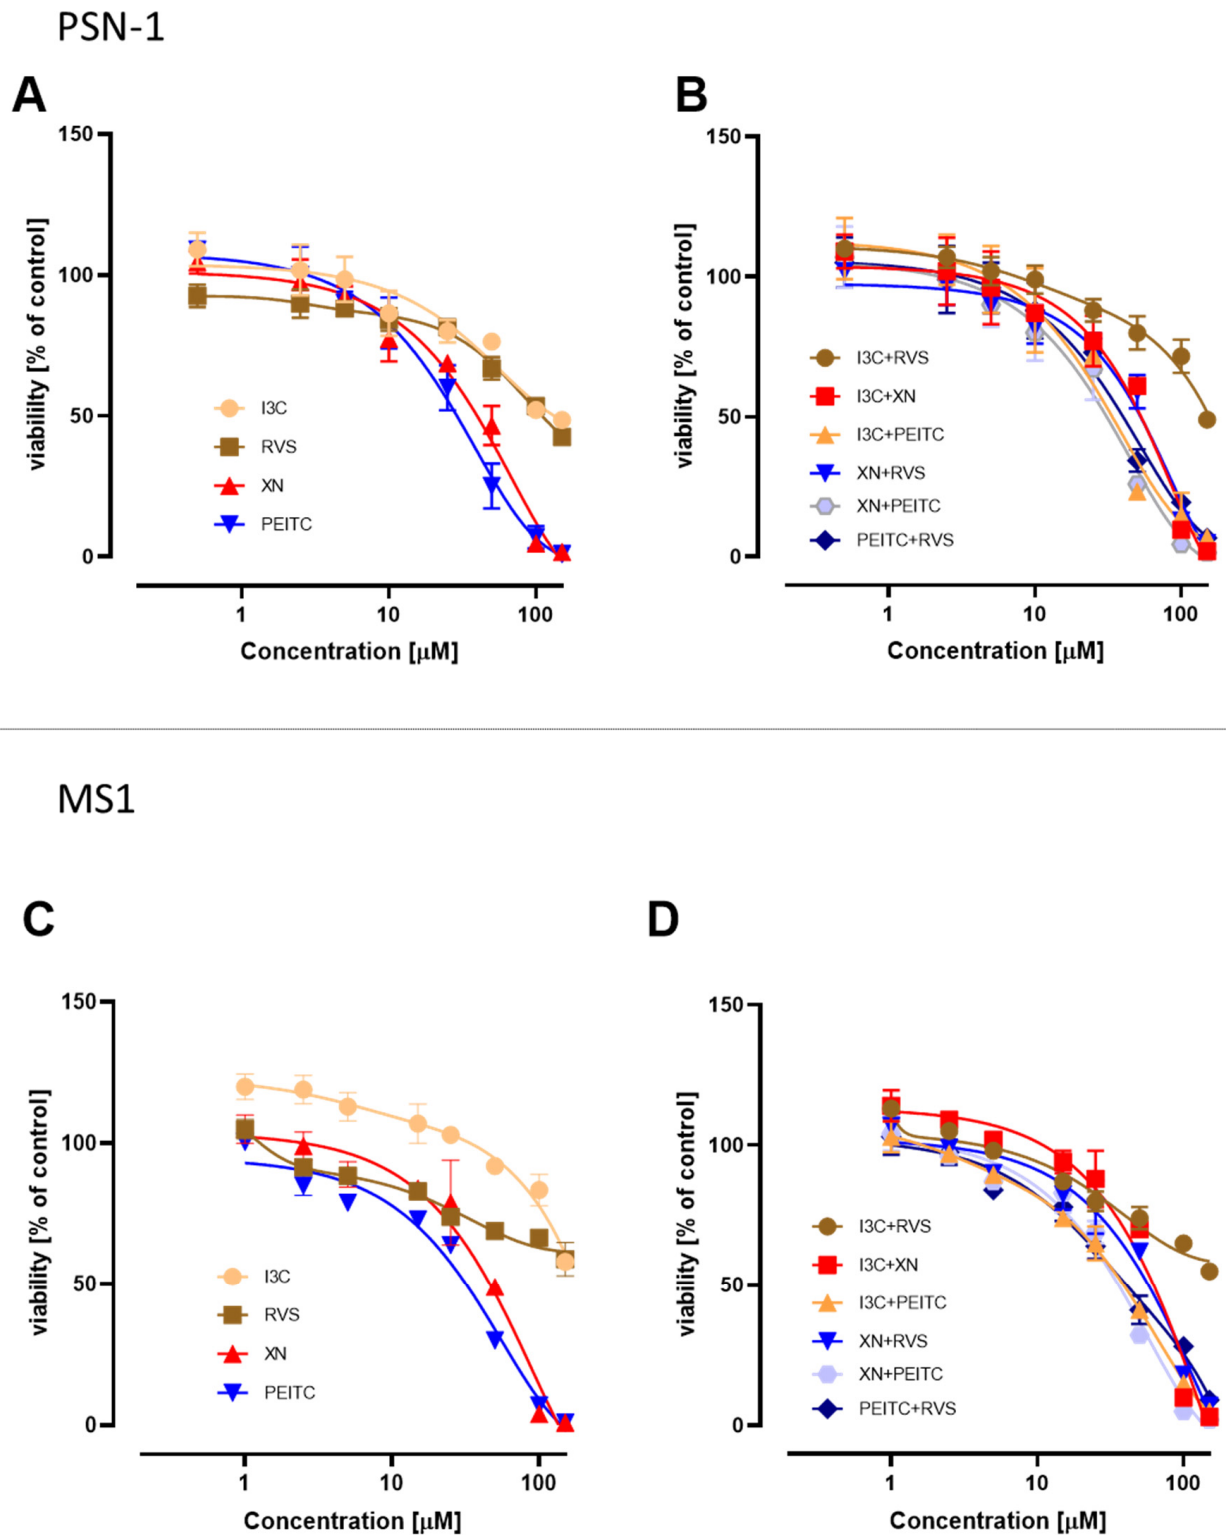 PSN-1
A
150
100
50
0
viability [% of control]
I3C
RVS
XN
PEITC
1
10
100
Concentration [μM]
B
150
100
50
0
viability [% of control]
I3C+RVS
I3C+XN
I3C+PEITC
XN+RVS
XN+PEITC
PEITC+RVS
1
10
100
Concentration [μM]
MS1
C
150
100
50
0
viability [% of control]
I3C
RVS
XN
PEITC
1
10
100
Concentration [μM]
D
150
100
50
0
viability [% of control]
I3C+RVS
I3C+XN
I3C+PEITC
XN+RVS
XN+PEITC
PEITC+RVS
1
10
100
Concentration [μM]